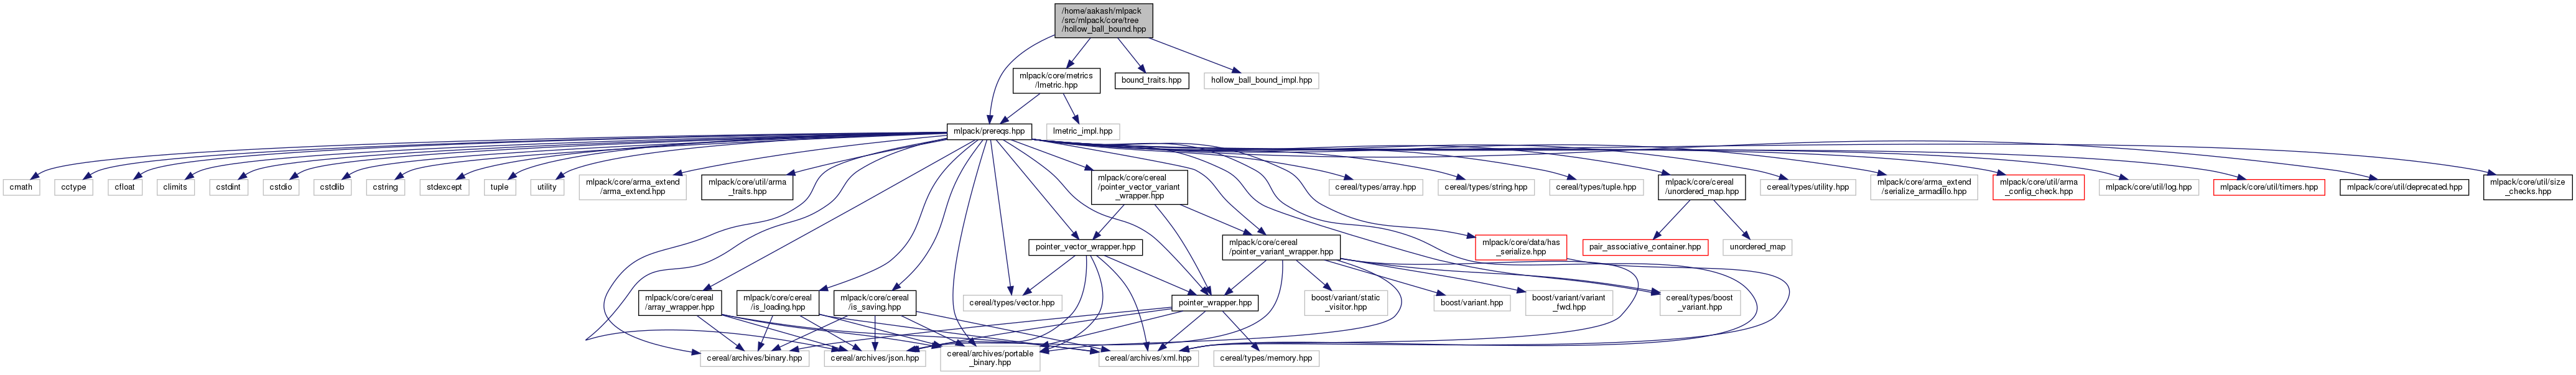 /home/aakash/mlpack
/src/mlpack/core/tree
/hollow_ball_bound.hpp
mlpack/core/metrics
/lmetric.hpp
bound_traits.hpp
hollow_ball_bound_impl.hpp
mlpack/prereqs.hpp
lmetric_impl.hpp
cmath
cctype
cfloat
climits
cstdint
cstdio
cstdlib
cstring
stdexcept
tuple
utility
mlpack/core/arma_extend
/arma_extend.hpp
mlpack/core/util/arma
_traits.hpp
mlpack/core/cereal
/pointer_vector_variant
_wrapper.hpp
cereal/types/array.hpp
cereal/types/string.hpp
cereal/types/tuple.hpp
mlpack/core/cereal
/unordered_map.hpp
cereal/types/utility.hpp
mlpack/core/arma_extend
/serialize_armadillo.hpp
mlpack/core/util/arma
_config_check.hpp
mlpack/core/util/log.hpp
mlpack/core/util/timers.hpp
mlpack/core/util/deprecated.hpp
mlpack/core/util/size
_checks.hpp
pointer_vector_wrapper.hpp
mlpack/core/cereal
/pointer_variant_wrapper.hpp
mlpack/core/data/has
_serialize.hpp
pair_associative_container.hpp
unordered_map
mlpack/core/cereal
/array_wrapper.hpp
mlpack/core/cereal
/is_loading.hpp
mlpack/core/cereal
/is_saving.hpp
cereal/types/vector.hpp
pointer_wrapper.hpp
boost/variant/static
_visitor.hpp
boost/variant.hpp
boost/variant/variant
_fwd.hpp
cereal/types/boost
_variant.hpp
cereal/archives/binary.hpp
cereal/archives/json.hpp
cereal/archives/portable
_binary.hpp
cereal/archives/xml.hpp
cereal/types/memory.hpp